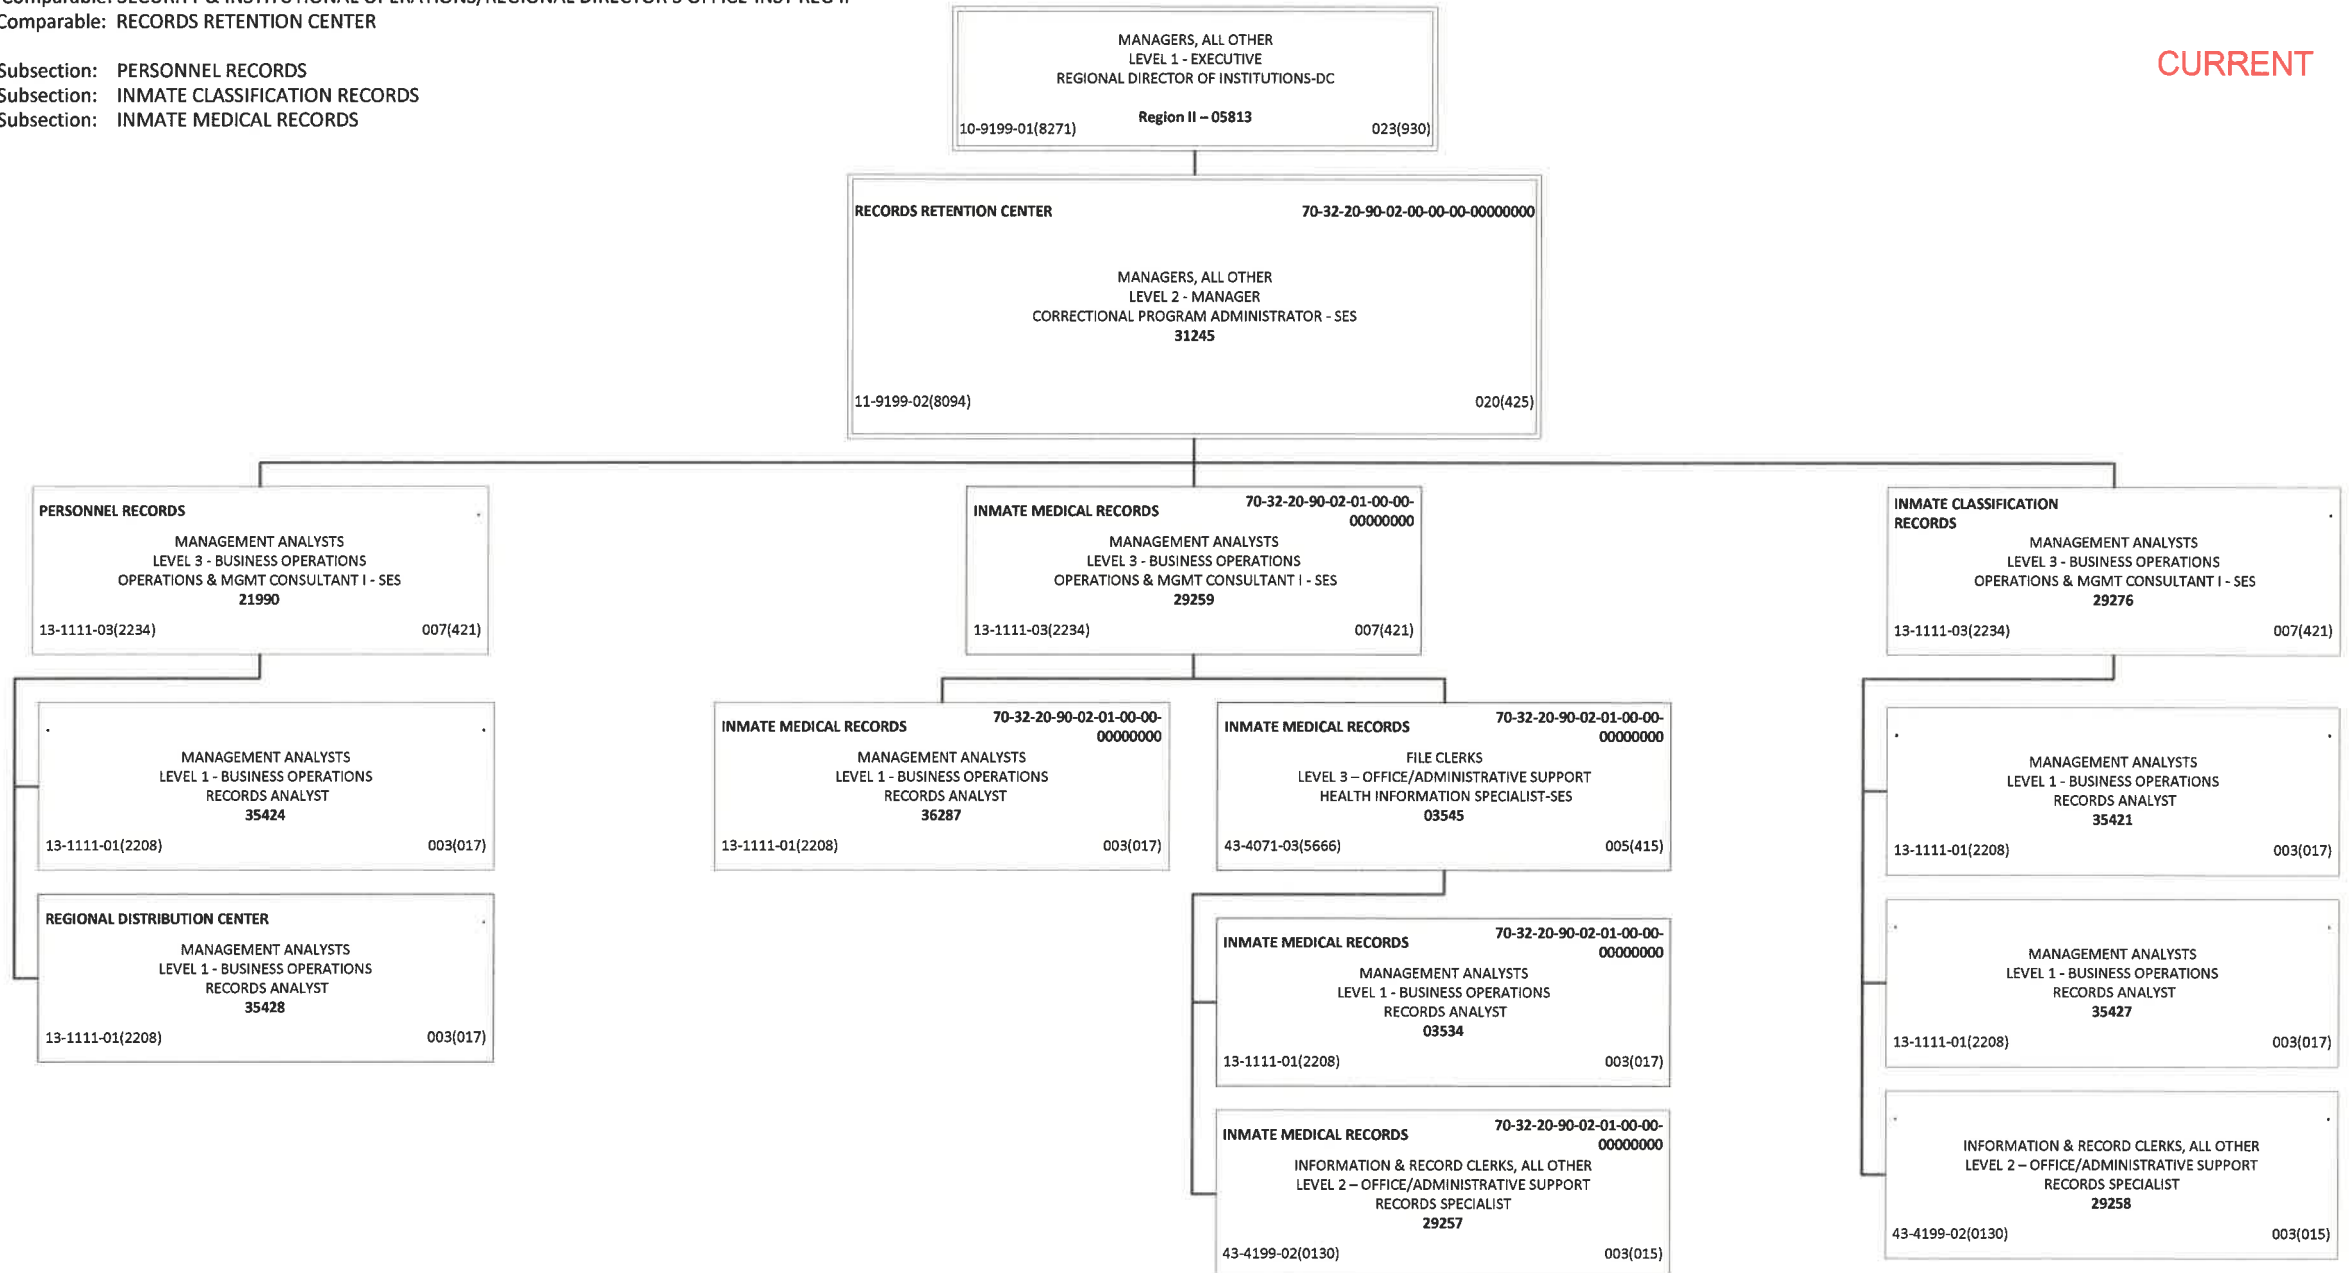 Comparable: SECURITY & INSTITUTIONAL OPERATIONS/REGIONAL DIRECTOR'S OFFICE-INST REG II
Comparable: RECORDS RETENTION CENTER
Subsection: PERSONNEL RECORDS
Subsection: INMATE CLASSIFICATION RECORDS
Subsection: INMATE MEDICAL RECORDS
CURRENT
MANAGERS, ALL OTHER
LEVEL 1 - EXECUTIVE
REGIONAL DIRECTOR OF INSTITUTIONS-DC
Region II – 05813
10-9199-01(8271) 023(930)
RECORDS RETENTION CENTER 70-32-20-90-02-00-00-00-00000000
MANAGERS, ALL OTHER
LEVEL 2 - MANAGER
CORRECTIONAL PROGRAM ADMINISTRATOR - SES
31245
11-9199-02(8094) 020(425)
PERSONNEL RECORDS
MANAGEMENT ANALYSTS
LEVEL 3 - BUSINESS OPERATIONS
OPERATIONS & MGMT CONSULTANT I - SES
21990
13-1111-03(2234) 007(421)
MANAGEMENT ANALYSTS
LEVEL 1 - BUSINESS OPERATIONS
RECORDS ANALYST
35424
13-1111-01(2208) 003(017)
REGIONAL DISTRIBUTION CENTER
MANAGEMENT ANALYSTS
LEVEL 1 - BUSINESS OPERATIONS
RECORDS ANALYST
35428
13-1111-01(2208) 003(017)
INMATE MEDICAL RECORDS 70-32-20-90-02-01-00-00-
00000000
MANAGEMENT ANALYSTS
LEVEL 3 - BUSINESS OPERATIONS
OPERATIONS & MGMT CONSULTANT I - SES
29259
13-1111-03(2234) 007(421)
INMATE MEDICAL RECORDS 70-32-20-90-02-01-00-00-
00000000
MANAGEMENT ANALYSTS
LEVEL 1 - BUSINESS OPERATIONS
RECORDS ANALYST
36287
13-1111-01(2208) 003(017)
INMATE MEDICAL RECORDS 70-32-20-90-02-01-00-00-
00000000
FILE CLERKS
LEVEL 3 – OFFICE/ADMINISTRATIVE SUPPORT
HEALTH INFORMATION SPECIALIST-SES
03545
43-4071-03(5666) 005(415)
INMATE MEDICAL RECORDS 70-32-20-90-02-01-00-00-
00000000
MANAGEMENT ANALYSTS
LEVEL 1 - BUSINESS OPERATIONS
RECORDS ANALYST
03534
13-1111-01(2208) 003(017)
INMATE MEDICAL RECORDS 70-32-20-90-02-01-00-00-
00000000
INFORMATION & RECORD CLERKS, ALL OTHER
LEVEL 2 – OFFICE/ADMINISTRATIVE SUPPORT
RECORDS SPECIALIST
29257
43-4199-02(0130) 003(015)
INMATE CLASSIFICATION
RECORDS
MANAGEMENT ANALYSTS
LEVEL 3 - BUSINESS OPERATIONS
OPERATIONS & MGMT CONSULTANT I - SES
29276
13-1111-03(2234) 007(421)
MANAGEMENT ANALYSTS
LEVEL 1 - BUSINESS OPERATIONS
RECORDS ANALYST
35421
13-1111-01(2208) 003(017)
MANAGEMENT ANALYSTS
LEVEL 1 - BUSINESS OPERATIONS
RECORDS ANALYST
35427
13-1111-01(2208) 003(017)
INFORMATION & RECORD CLERKS, ALL OTHER
LEVEL 2 – OFFICE/ADMINISTRATIVE SUPPORT
RECORDS SPECIALIST
29258
43-4199-02(0130) 003(015)